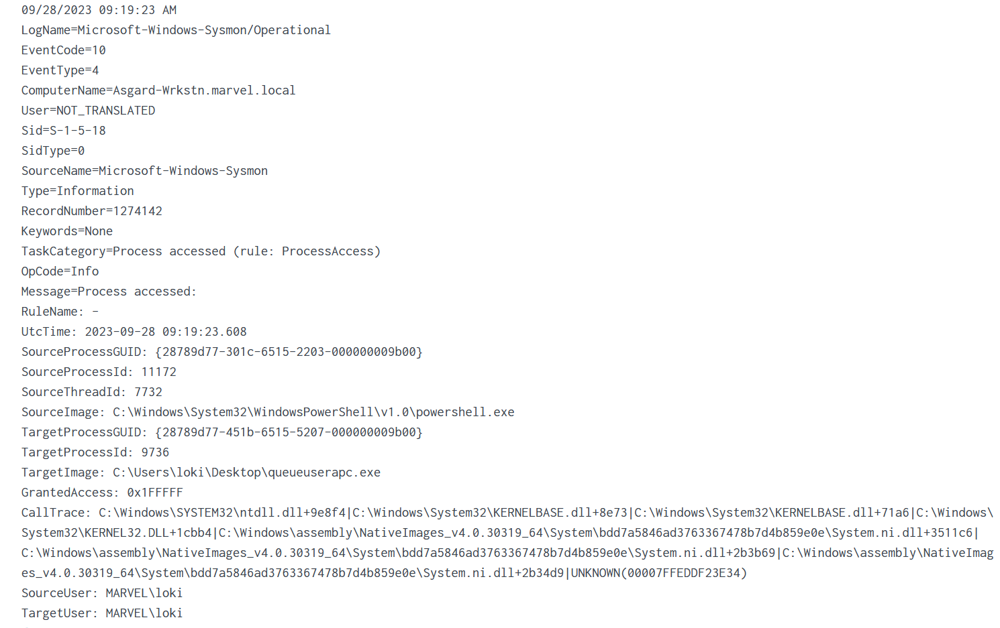 09/28/2023 09:19:23 AM
LogName=Microsoft-Windows-Sysmon/Operational
EventCode=10
EventType=4
ComputerName=Asgard-Wrkstn.marvel.local
User=NOT_TRANSLATED
Sid=S-1-5-18
SidType=0
SourceName=Microsoft-Windows-Sysmon
Type=Information
RecordNumber=1274142
Keywords=None
TaskCategory=Process accessed (rule: ProcessAccess)
OpCode=Info
Message=Process accessed:
RuleName: -
UtcTime: 2023-09-28 09:19:23.608
SourceProcessGUID: {28789d77-301c-6515-2203-000000009b00}
SourceProcessId: 11172
SourceThreadId: 7732
SourceImage: C:\Windows\System32\WindowsPowerShell\v1.0\powershell.exe
TargetProcessGUID: {28789d77-451b-6515-5207-000000009b00}
TargetProcessId: 9736
TargetImage: C:\Users\loki\Desktop\queueuserapc.exe
GrantedAccess: 0x1FFFFF
CallTrace: C:\Windows\SYSTEM32\ntdll.dll+9e8f4|C:\Windows\System32\KERNELBASE.dll+8e73|C:\Windows\System32\KERNELBASE.dll+71a6|C:\Windows\
System32\KERNEL32.DLL+1cbb4|C:\Windows\assembly\NativeImages_v4.0.30319_64\System\bdd7a5846ad3763367478b7d4b859e0e\System.ni.dll+3511c6|
C:\Windows\assembly\NativeImages_v4.0.30319_64\System\bdd7a5846ad3763367478b7d4b859e0e\System.ni.dll+2b3b69|C:\Windows\assembly\NativeImag
es_v4.0.30319_64\System\bdd7a5846ad3763367478b7d4b859e0e\System.ni.dll+2b34d9|UNKNOWN(00007FFEDDF23E34)
SourceUser: MARVEL\loki
TargetUser: MARVEL\loki